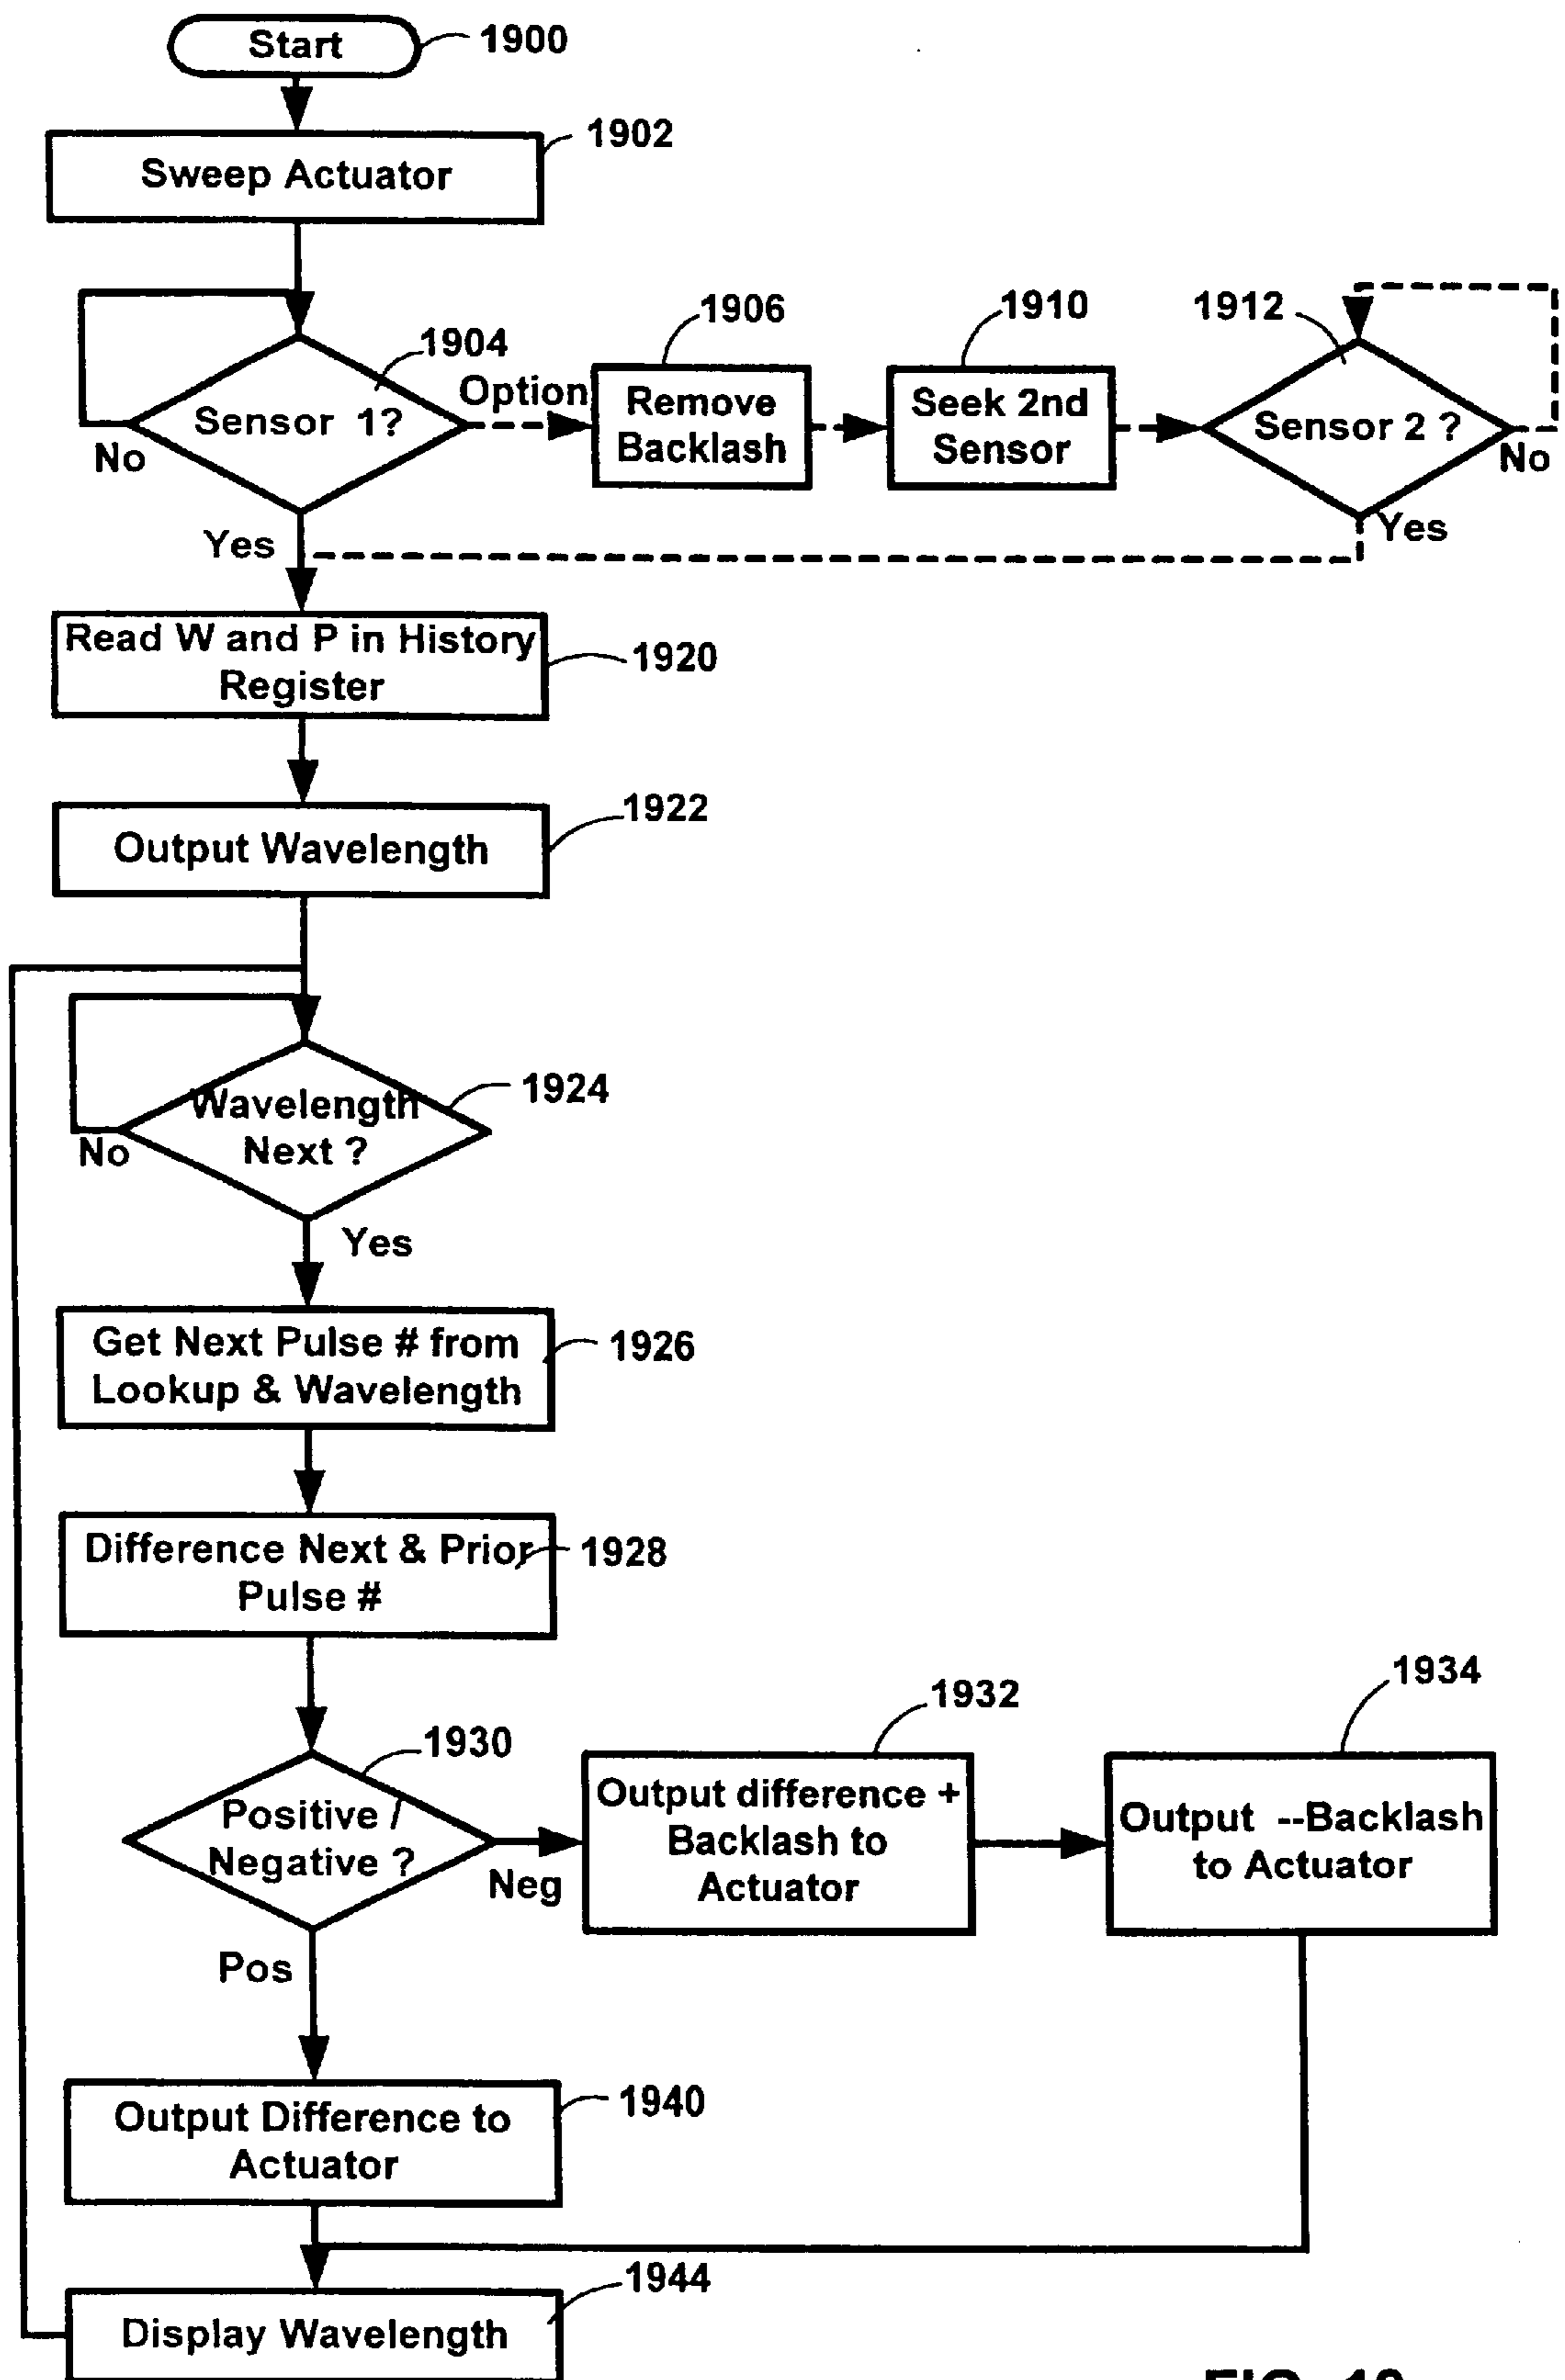 Start
1900
1902
Sweep Actuator
1904
Sensor 1?
No
Option
Yes
1906
Remove
Backlash
1910
Seek 2nd
Sensor
1912
Sensor 2 ?
No
Yes
Read W and P in History
Register
1920
1922
Output Wavelength
1924
Wavelength
Next ?
No
Yes
Get Next Pulse # from
Lookup & Wavelength
1926
Difference Next & Prior
Pulse #
1928
1930
Positive /
Negative ?
Neg
Pos
1932
Output difference +
Backlash to
Actuator
1934
Output --Backlash
to Actuator
1940
Output Difference to
Actuator
1944
Display Wavelength